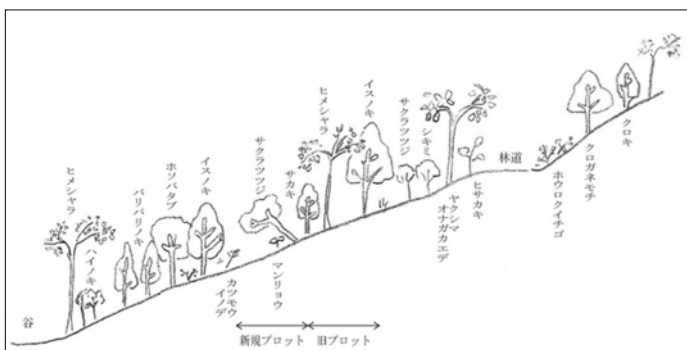 谷
ヒメシャラ
ハイノキ
バリバリノキ
ホソバタブ
イスノキ
カツモウイノデ
サクラツツジ
サカキ
マンリョウ
ヒメシャラ
イスノキ
サクラツツジ
シキミ
ヤクシマオナガカエデ
ヒサカキ
林道
ホウロクイチゴ
クロガネモチ
クロキ
新規プロット
旧プロット